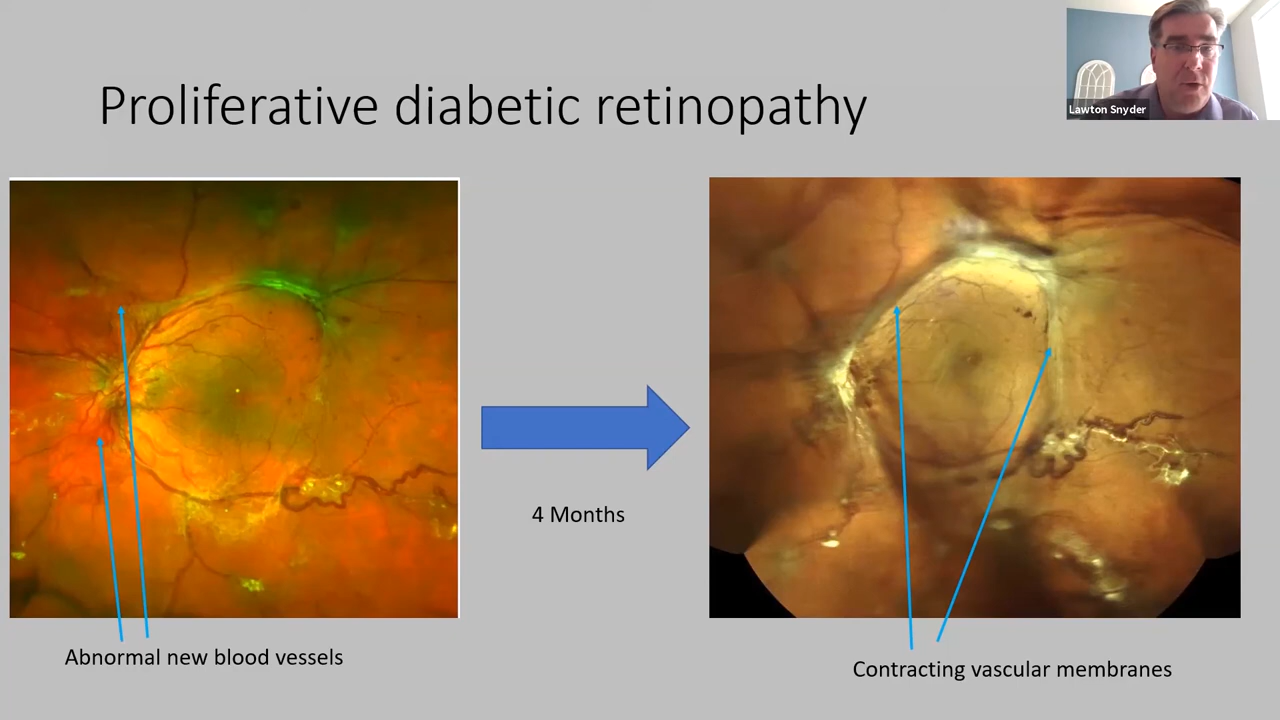 Proliferative diabetic retinopathy
Lawton Snyder
4 Months
Abnormal new blood vessels
Contracting vascular membranes